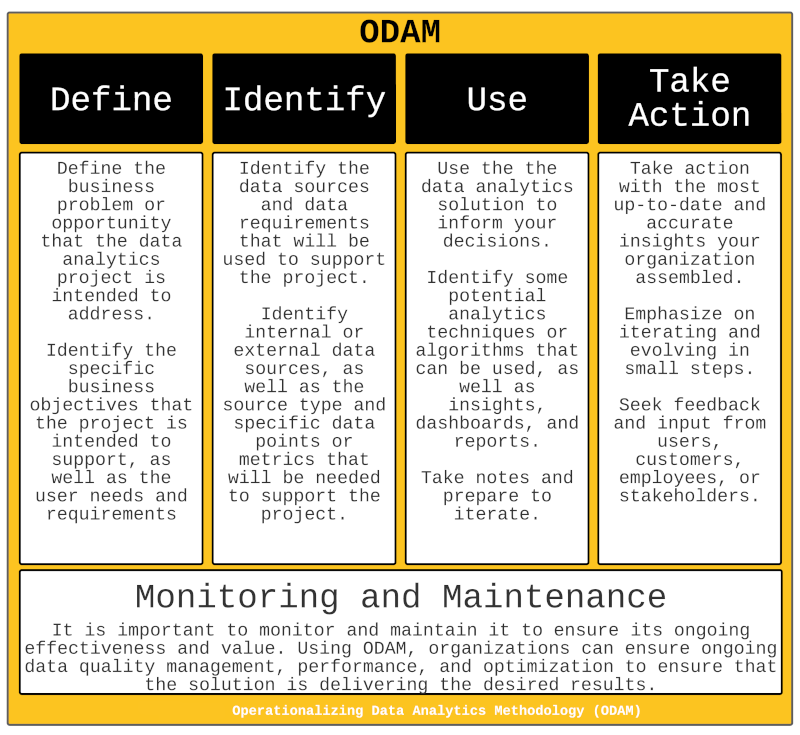 ODAM
Define
Identify
Use
Take
Action
Define the
business
problem or
opportunity
that the data
analytics
project is
intended to
address.
Identify the
specific
business
objectives that
the project is
intended to
support, as
well as the
user needs and
requirements
Identify the
data sources
and data
requirements
that will be
used to support
the project.
Identify
internal or
external data
sources, as
well as the
source type and
specific data
points or
metrics that
will be needed
to support the
project.
Use the the
data analytics
solution to
inform your
decisions.
Identify some
potential
analytics
techniques or
algorithms that
can be used, as
well as
insights,
dashboards, and
reports.
Take notes and
prepare to
iterate.
Take action
with the most
up-to-date and
accurate
insights your
organization
assembled.
Emphasize on
iterating and
evolving in
small steps.
Seek feedback
and input from
users,
customers,
employees, or
stakeholders.
Monitoring and Maintenance
It is important to monitor and maintain it to ensure its ongoing
effectiveness and value. Using ODAM, organizations can ensure ongoing
data quality management, performance, and optimization to ensure that
the solution is delivering the desired results.
Operationalizing Data Analytics Methodology (ODAM)